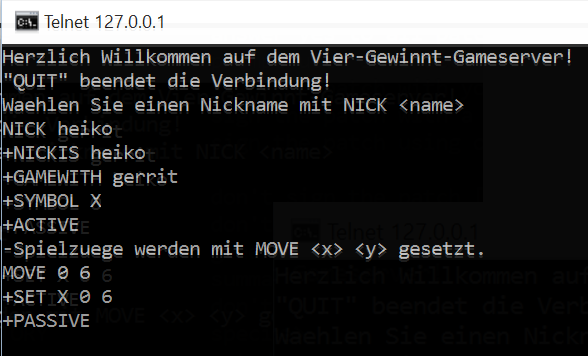 Telnet 127.0.0.1
Herzlich Willkommen auf dem Vier-Gewinnt-Gameserver!
"QUIT" beendet die Verbindung!
Waehlen Sie einen Nickname mit NICK <name>
NICK heiko
+NICKIS heiko
+GAMEWITH gerrit
+SYMBOL X
+ACTIVE
-Spielzuege werden mit MOVE <x> <y> gesetzt.
MOVE 0 6
+SET X 0 6
+PASSIVE
Telnet 127.0.0.1
Herzlich Willkommen auf
"QUIT" beendet die Verb
Waehlen Sie einen Nickn